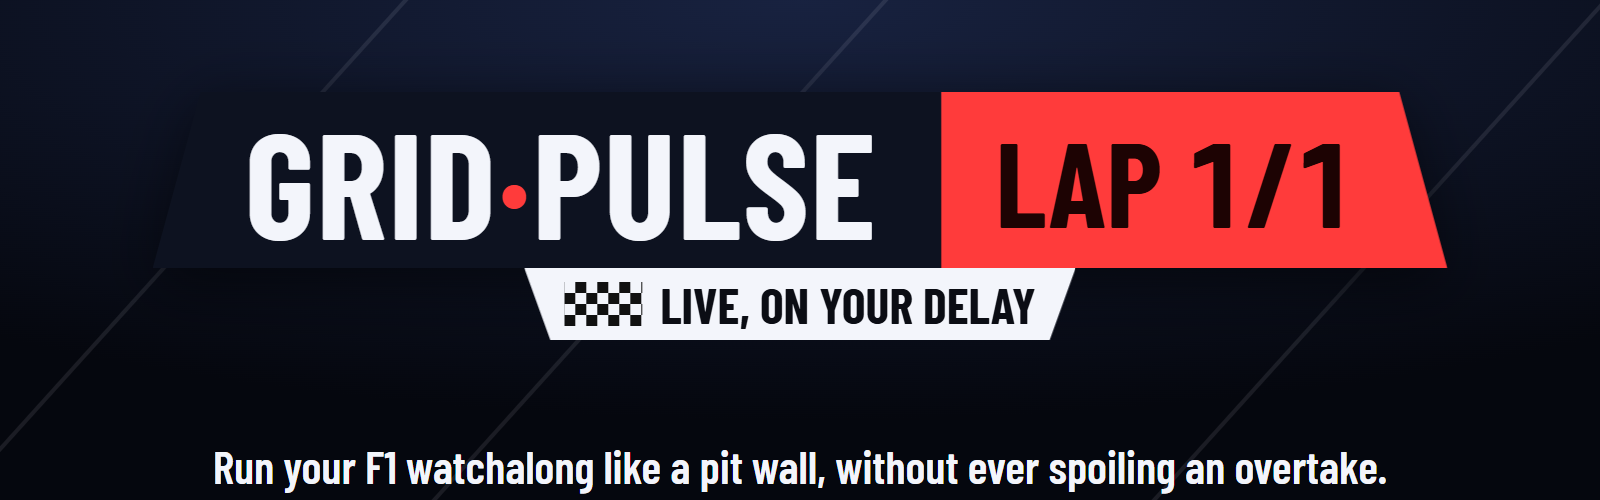 GRID·PULSE LAP 1/1
LIVE, ON YOUR DELAY
Run your F1 watchalong like a pit wall, without ever spoiling an overtake.